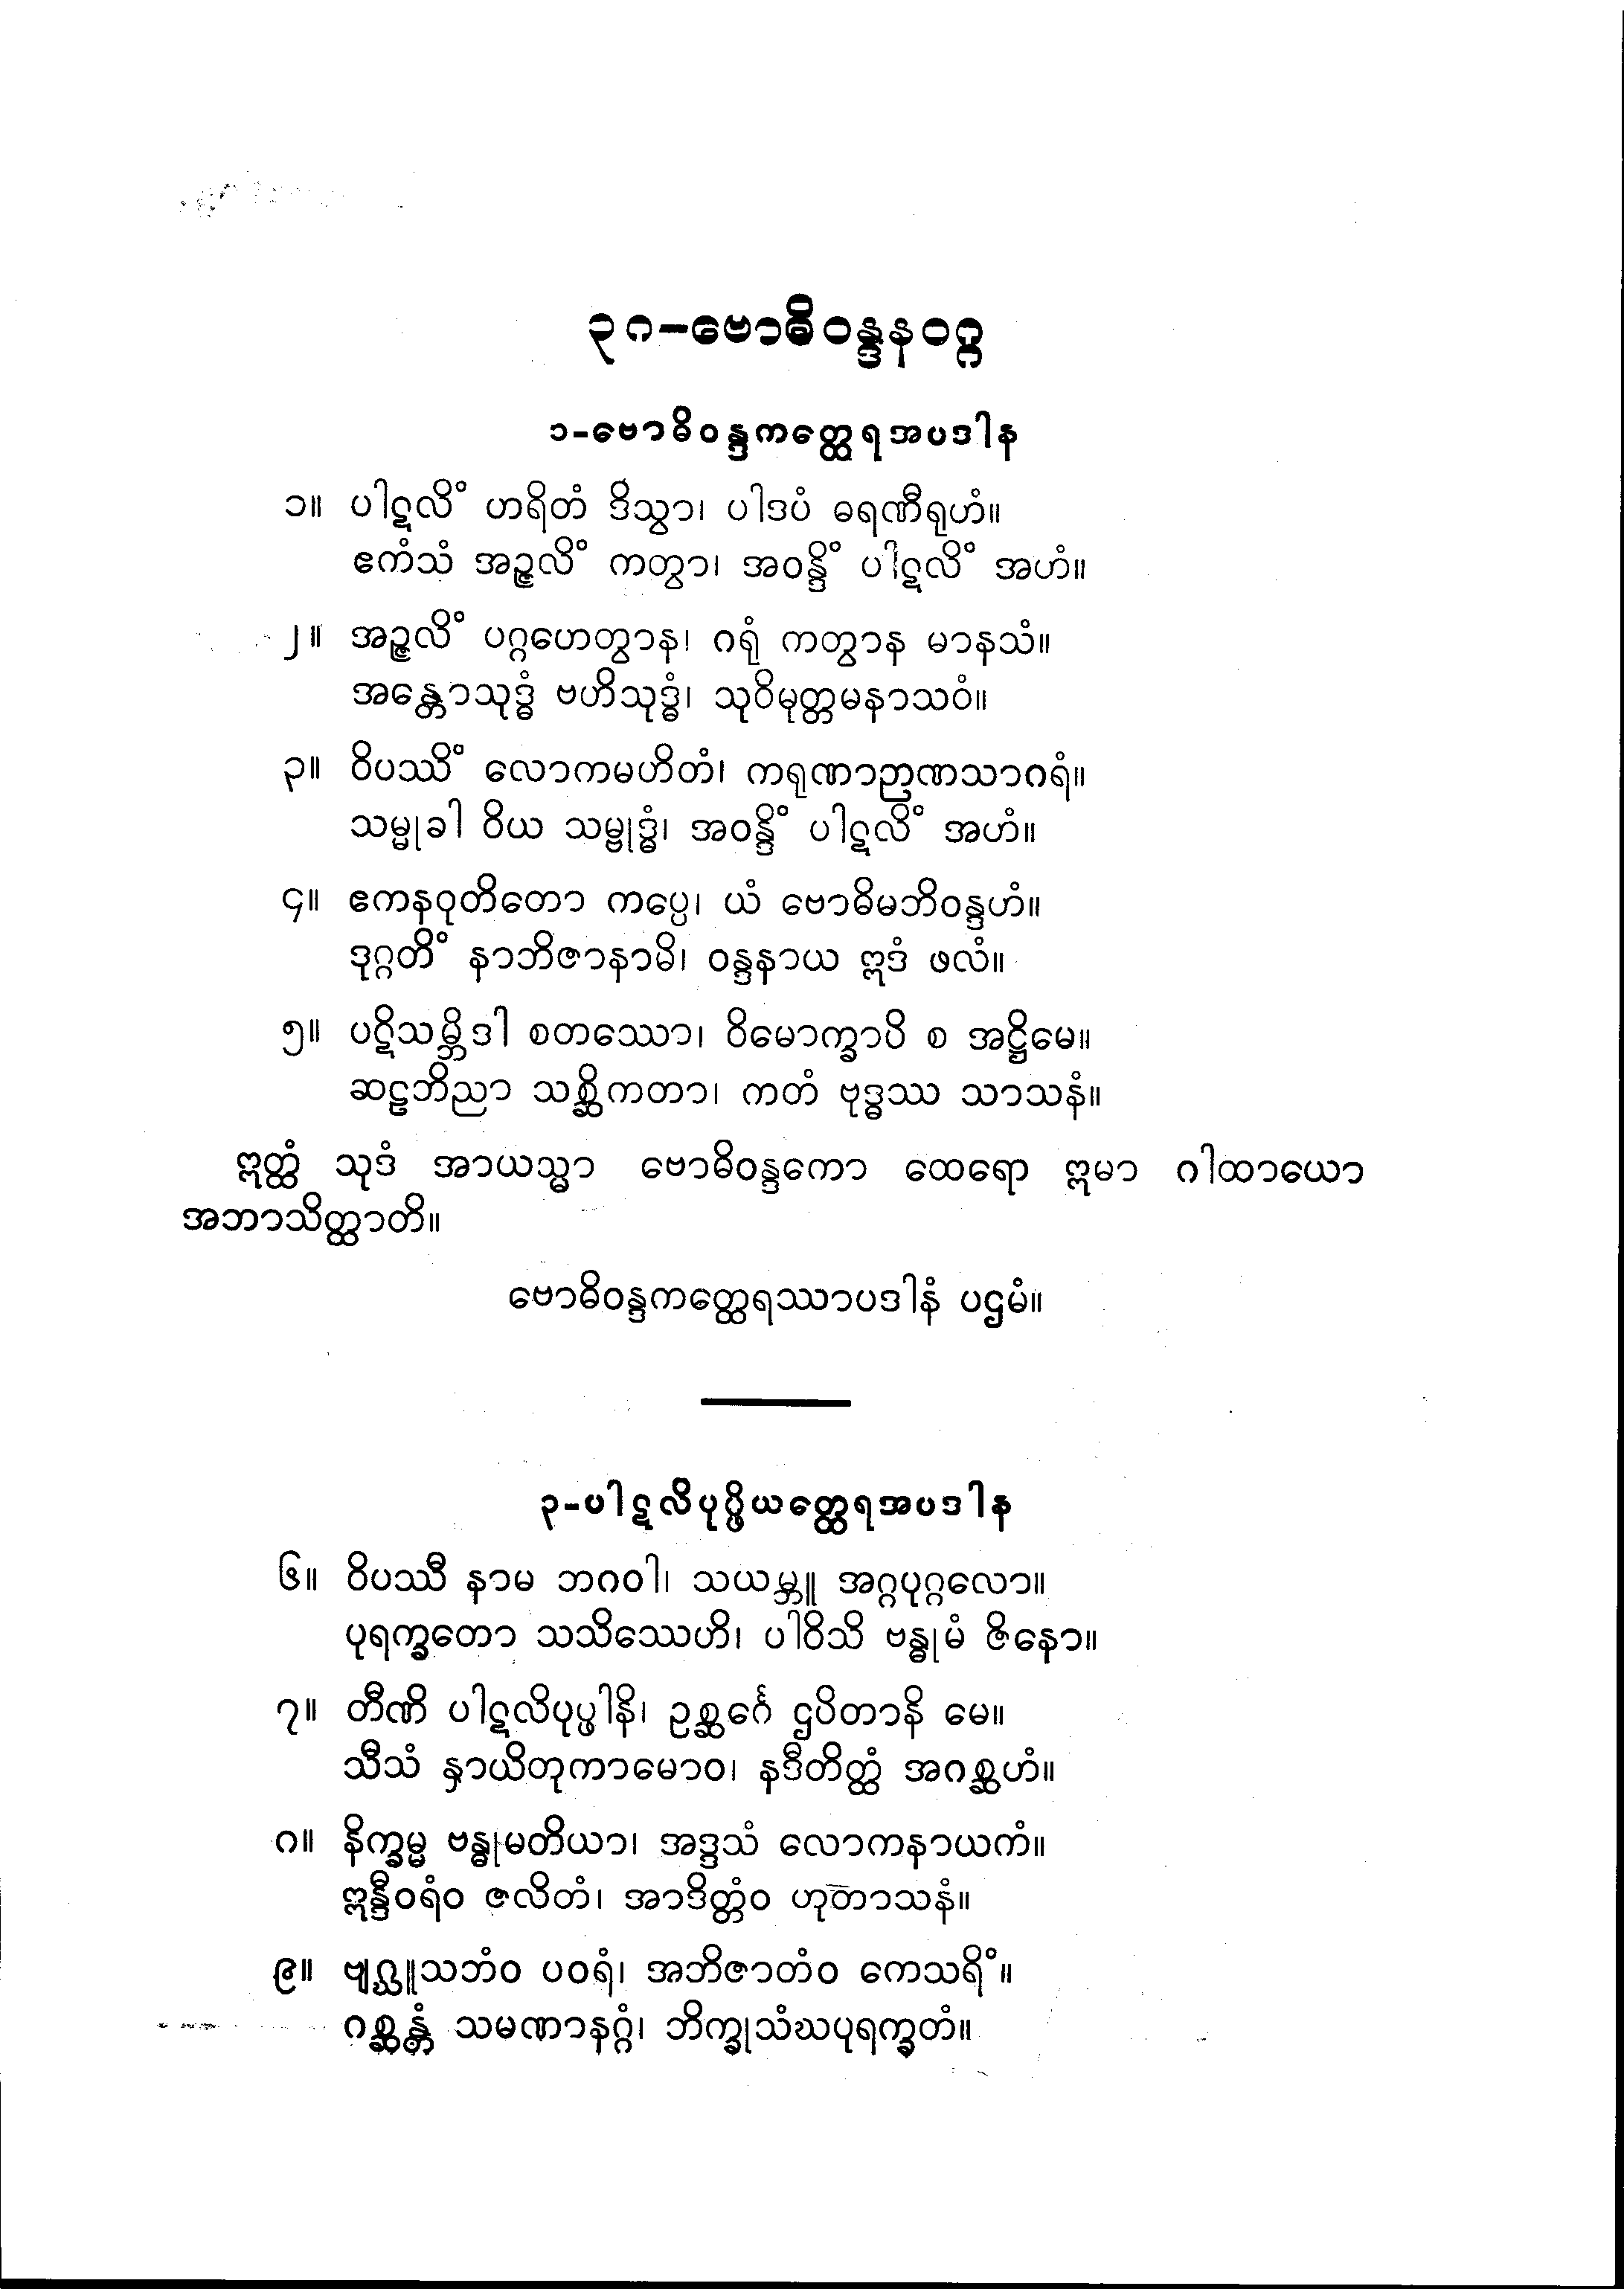 ၃၈-ဗောဓိဝန္ဒနဝဂ္ဂ
၁-ဗောဓိဝန္ဒကတ္ထေရအပဒါန
၁။ ပါဋလိံ ဟရိတံ ဒိသွာ၊ ပါဒပံ ဓရဏီရုဟံ။
ဧကံသံ အဉ္ဇလိံ ကတွာ၊ အဝန္ဒိံ ပါဋလိံ အဟံ။
၂။ အဉ္ဇလိံ ပဂ္ဂဟေတွာန၊ ဂရုံ ကတွာန မာနသံ။
အန္တောသုဒ္ဓံ ဗဟိသုဒ္ဓံ၊ သုဝိမုတ္တမနာသဝံ။
၃။ ဝိပဿိံ လောကမဟိတံ၊ ကရုဏာဉာဏသာဂရံ။
သမ္မုခါ ဝိယ သမ္ဗုဒ္ဓံ၊ အဝန္ဒိံ ပါဋလိံ အဟံ။
၄။ ဧကနဝုတိတော ကပ္ပေ၊ ယံ ဗောဓိမဘိဝန္ဒဟံ။
ဒုဂ္ဂတိံ နာဘိဇာနာမိ၊ ဝန္ဒနာယ ဣဒံ ဖလံ။
၅။ ပဋိသမ္ဘိဒါ စတဿော၊ ဝိမောက္ခာပိ စ အဋ္ဌိမေ။
ဆဠဘိညာ သစ္ဆိကတာ၊ ကတံ ဗုဒ္ဓဿ သာသနံ။
ဣတ္ထံ သုဒံ အာယသ္မာ ဗောဓိဝန္ဒကော ထေရော ဣမာ ဂါထာယော
အဘာသိတ္ထာတိ။
ဗောဓိဝန္ဒကတ္ထေရဿာပဒါနံ ပဌမံ။
၃-ပါဋလိပုပ္ဖိယတ္ထေရအပဒါန
၆။ ဝိပဿီ နာမ ဘဂဝါ၊ သယမ္ဘူ အဂ္ဂပုဂ္ဂလော။
ပုရက္ခတော သသိဿေဟိ၊ ပါဝိသိ ဗန္ဓုမံ ဇိနော။
၇။ တီဏိ ပါဋလိပုပ္ဖါနိ၊ ဥစ္ဆင်္ဂေ ဌပိတာနိ မေ။
သီသံ နှာယိတုကာမောဝ၊ နဒီတိတ္ထံ အဂစ္ဆဟံ။
၈။ နိက္ခမ္မ ဗန္ဓုမတိယာ၊ အဒ္ဒသံ လောကနာယကံ။
ဣန္ဒီဝရံဝ ဇလိတံ၊ အာဒိတ္တံဝ ဟုတာသနံ။
၉။ ဗျဂ္ဃူသဘံဝ ပဝရံ၊ အဘိဇာတံဝ ကေသရိံ။
ဂစ္ဆန္တံ သမဏာနဂ္ဂံ၊ ဘိက္ခုသံဃပုရက္ခတံ။